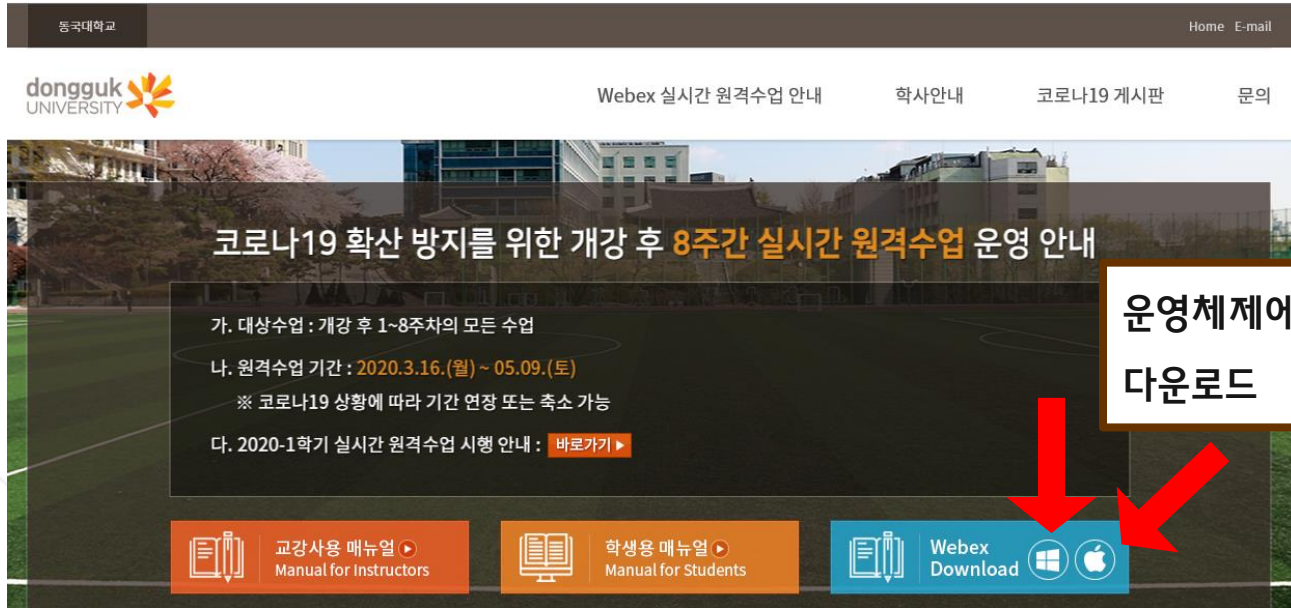 동국대학교
Home E-mail
dongguk
UNIVERSITY
Webex 실시간 원격수업 안내 학사안내 코로나19 게시판 문의
코로나19 확산 방지를 위한 개강 후 8주간 실시간 원격수업 운영 안내
운영체제에
다운로드
가. 대상수업 : 개강 후 1~8주차의 모든 수업
나. 원격수업 기간 : 2020.3.16.(월) ~ 05.09.(토)
※ 코로나19 상황에 따라 기간 연장 또는 축소 가능
다. 2020-1학기 실시간 원격수업 시행 안내 : 바로가기
교강사용 매뉴얼
Manual for Instructors
학생용 매뉴얼
Manual for Students
Webex
Download